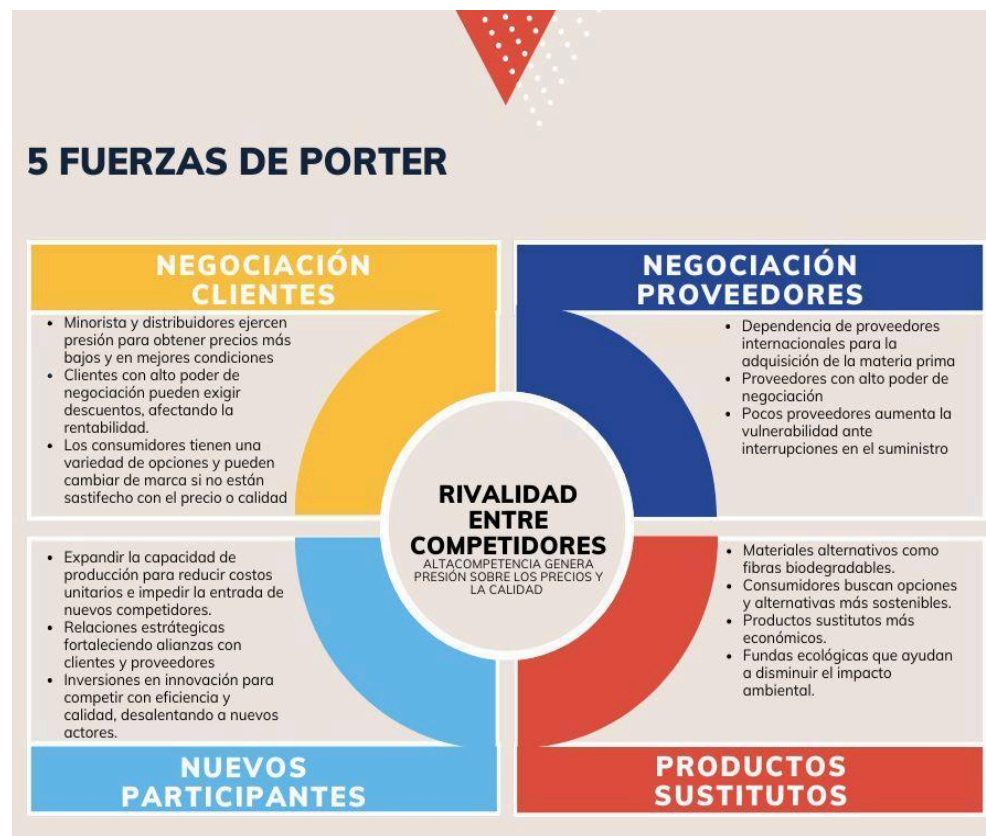 5 FUERZAS DE PORTER
NEGOCIACIÓN
CLIENTES
• Minorista y distribuidores ejercen
presión para obtener precios más
bajos y en mejores condiciones
• Clientes con alto poder de
negociación pueden exigir
descuentos, afectando la
rentabilidad.
• Los consumidores tienen una
variedad de opciones y pueden
cambiar de marca si no están
sastifecho con el precio o calidad
NEGOCIACIÓN
PROVEEDORES
• Dependencia de proveedores
internacionales para la
adquisición de la materia prima
• Proveedores con alto poder de
negociación
• Pocos proveedores aumenta la
vulnerabilidad ante
interrupciones en el suministro
RIVALIDAD
ENTRE
COMPETIDORES
ALTACOMPETENCIA GENERA
PRESIÓN SOBRE LOS PRECIOS Y
LA CALIDAD
• Expandir la capacidad de
producción para reducir costos
unitarios e impedir la entrada de
nuevos competidores.
• Relaciones estrátegicas
fortaleciendo alianzas con
clientes y proveedores
• Inversiones en innovación para
competir con eficiencia y
calidad, desalentando a nuevos
actores.
NUEVOS
PARTICIPANTES
• Materiales alternativos como
fibras biodegradables.
• Consumidores buscan opciones
y alternativas más sostenibles.
• Productos sustitutos más
económicos.
• Fundas ecológicas que ayudan
a disminuir el impacto
ambiental.
PRODUCTOS
SUSTITUTOS